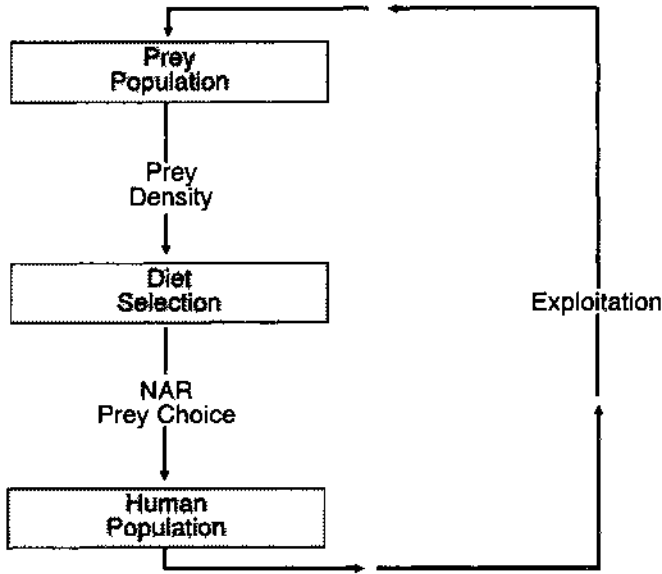 Prey
Population
Prey
Density
Diet
Selection
Exploitation
NAR
Prey Choice
Human
Population